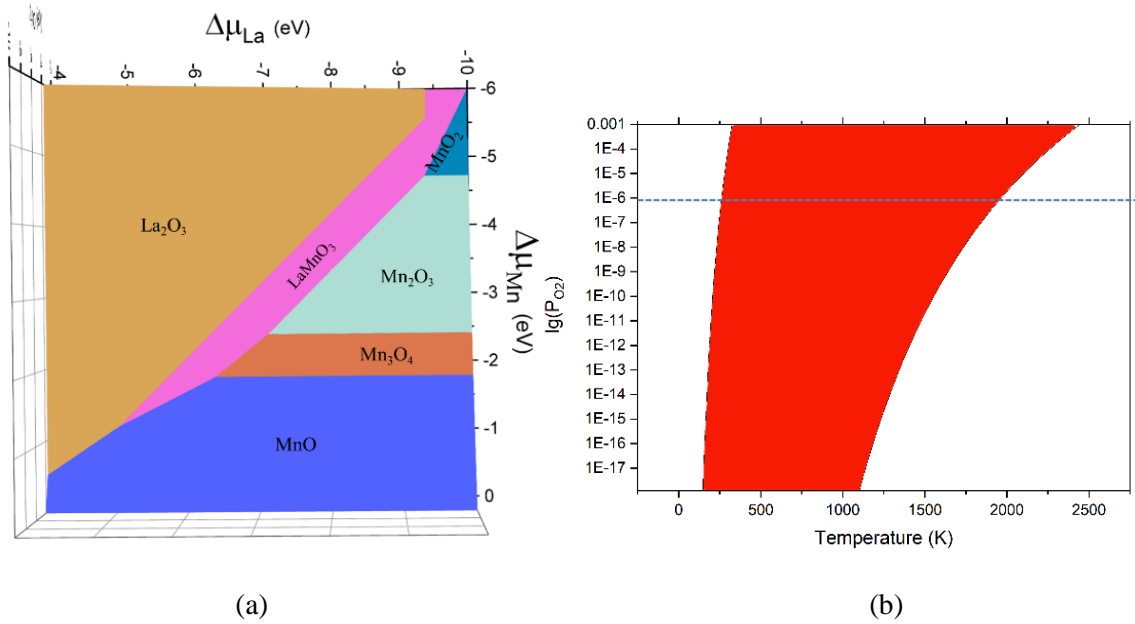 Δμ_La (eV)
-4 -5 -6 -7 -8 -9 -10
-6
-5
-4
-3
-2
-1
0
Δμ_Mn (eV)
La₂O₃
LaMnO₃
MnO₂
Mn₂O₃
Mn₃O₄
MnO
(a)
lg(P_O2)
0.001
1E-4
1E-5
1E-6
1E-7
1E-8
1E-9
1E-10
1E-11
1E-12
1E-13
1E-14
1E-15
1E-16
1E-17
0 500 1000 1500 2000 2500
Temperature (K)
(b)